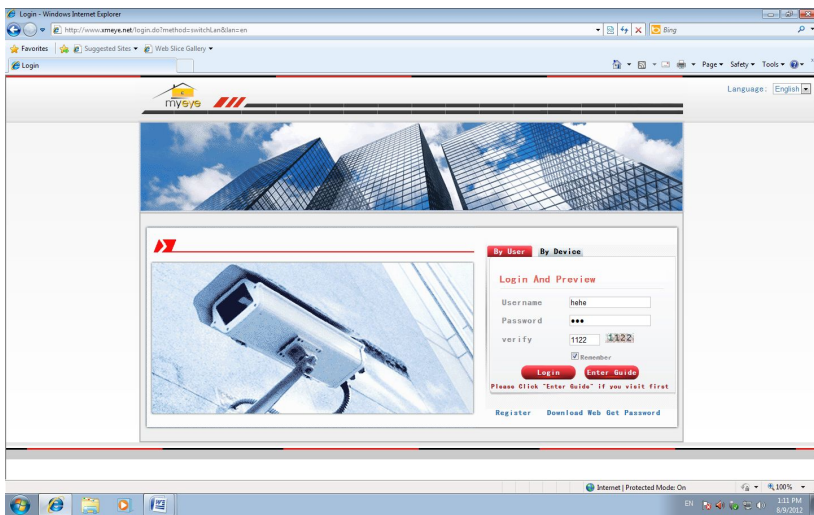 Login - Windows Internet Explorer
http://www.xmeye.net/login.do?method=switchLan&lan=en
Bing
Favorites
Suggested Sites
Web Slice Gallery
Login
Page
Safety
Tools
Language: English
myeye
By User By Device
Login And Preview
Username hehe
Password
verify 1122 1122
Remember
Login Enter Guide
Please Click "Enter Guide" if you visit first
Register Download Web Get Password
Internet | Protected Mode: On
100%
EN
1:11 PM
8/9/2012